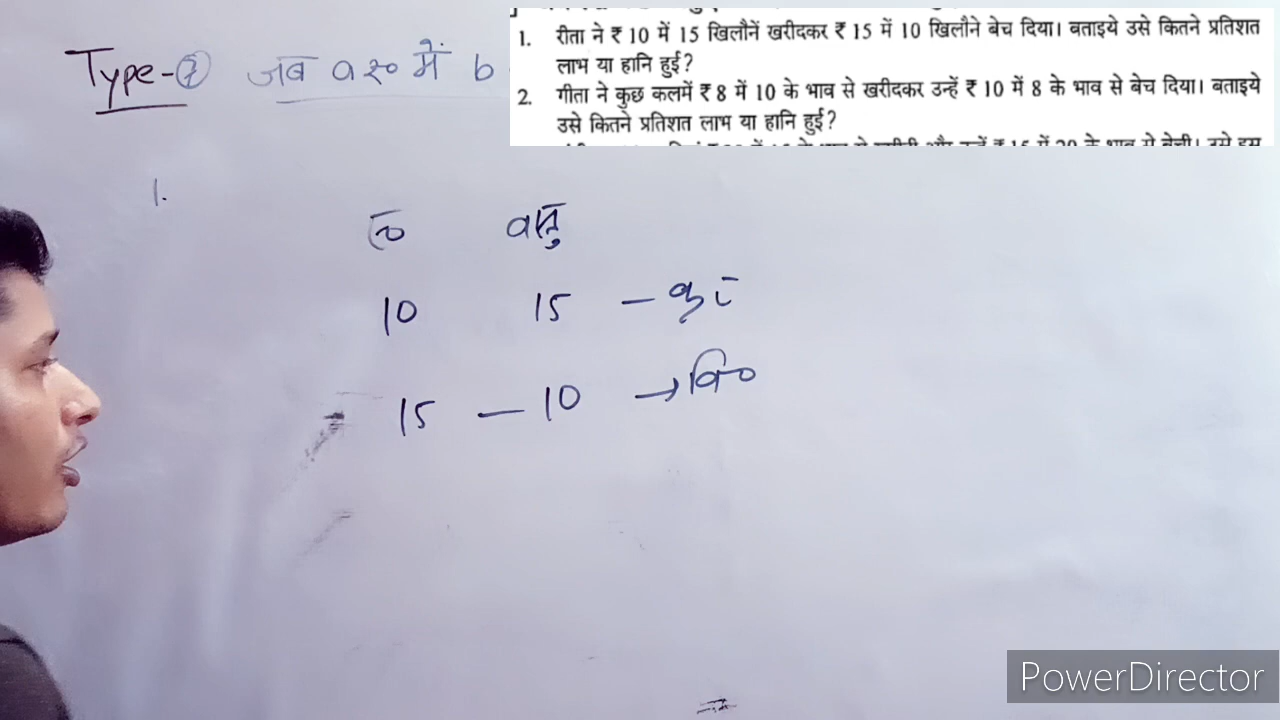 1. रीता ने ₹ 10 में 15 खिलौनें खरीदकर ₹ 15 में 10 खिलौने बेच दिया। बताइये उसे कितने प्रतिशत
लाभ या हानि हुई?
2. गीता ने कुछ कलमें ₹ 8 में 10 के भाव से खरीदकर उन्हें ₹ 10 में 8 के भाव से बेच दिया। बताइये
उसे कितने प्रतिशत लाभ या हानि हुई?
Type-7 जब a रु० में b
1.
रु० वस्तु
10 15 —
15 — 10 → वि०
PowerDirector